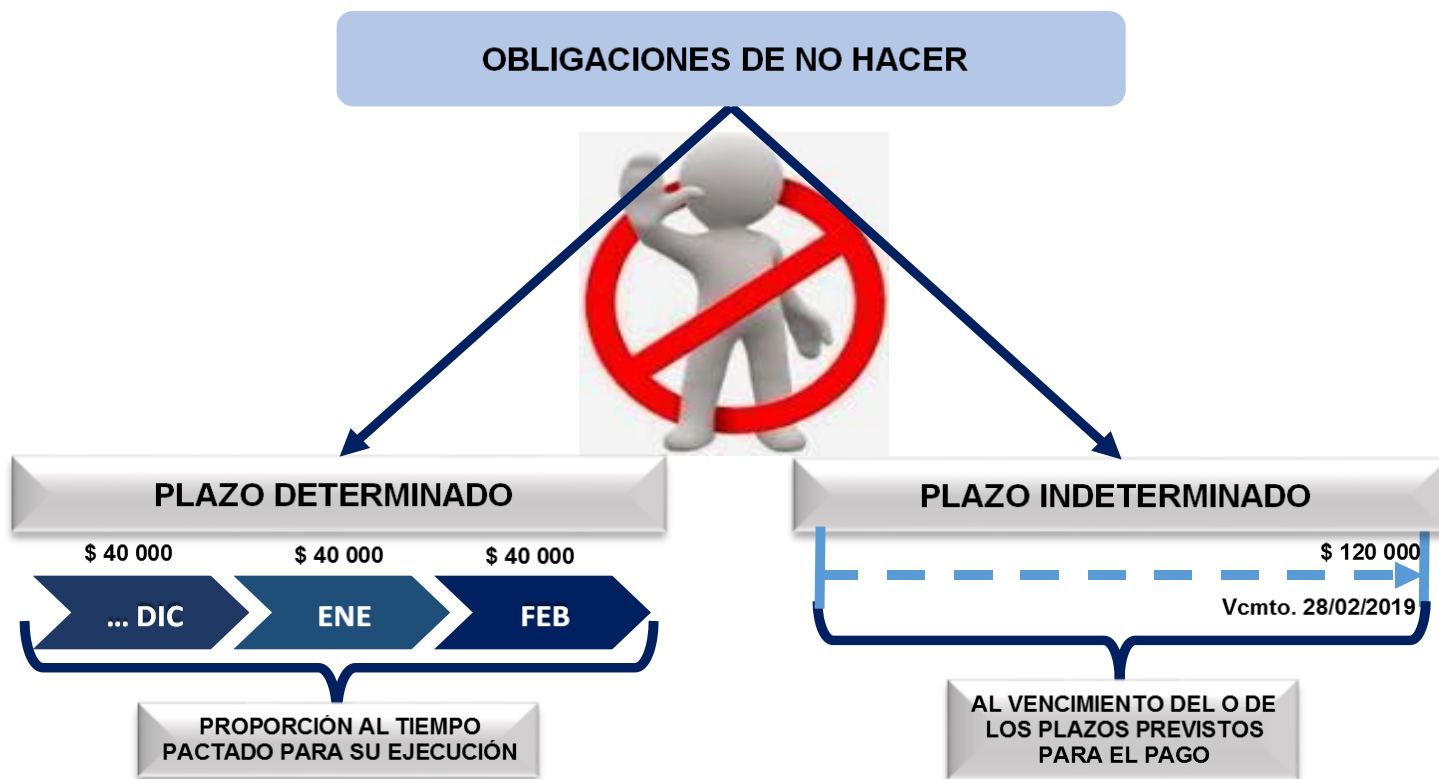 OBLIGACIONES DE NO HACER
PLAZO DETERMINADO
$ 40 000
$ 40 000
$ 40 000
... DIC
ENE
FEB
PROPORCIÓN AL TIEMPO
PACTADO PARA SU EJECUCIÓN
PLAZO INDETERMINADO
$ 120 000
Vcmto. 28/02/2019
AL VENCIMIENTO DEL O DE
LOS PLAZOS PREVISTOS
PARA EL PAGO